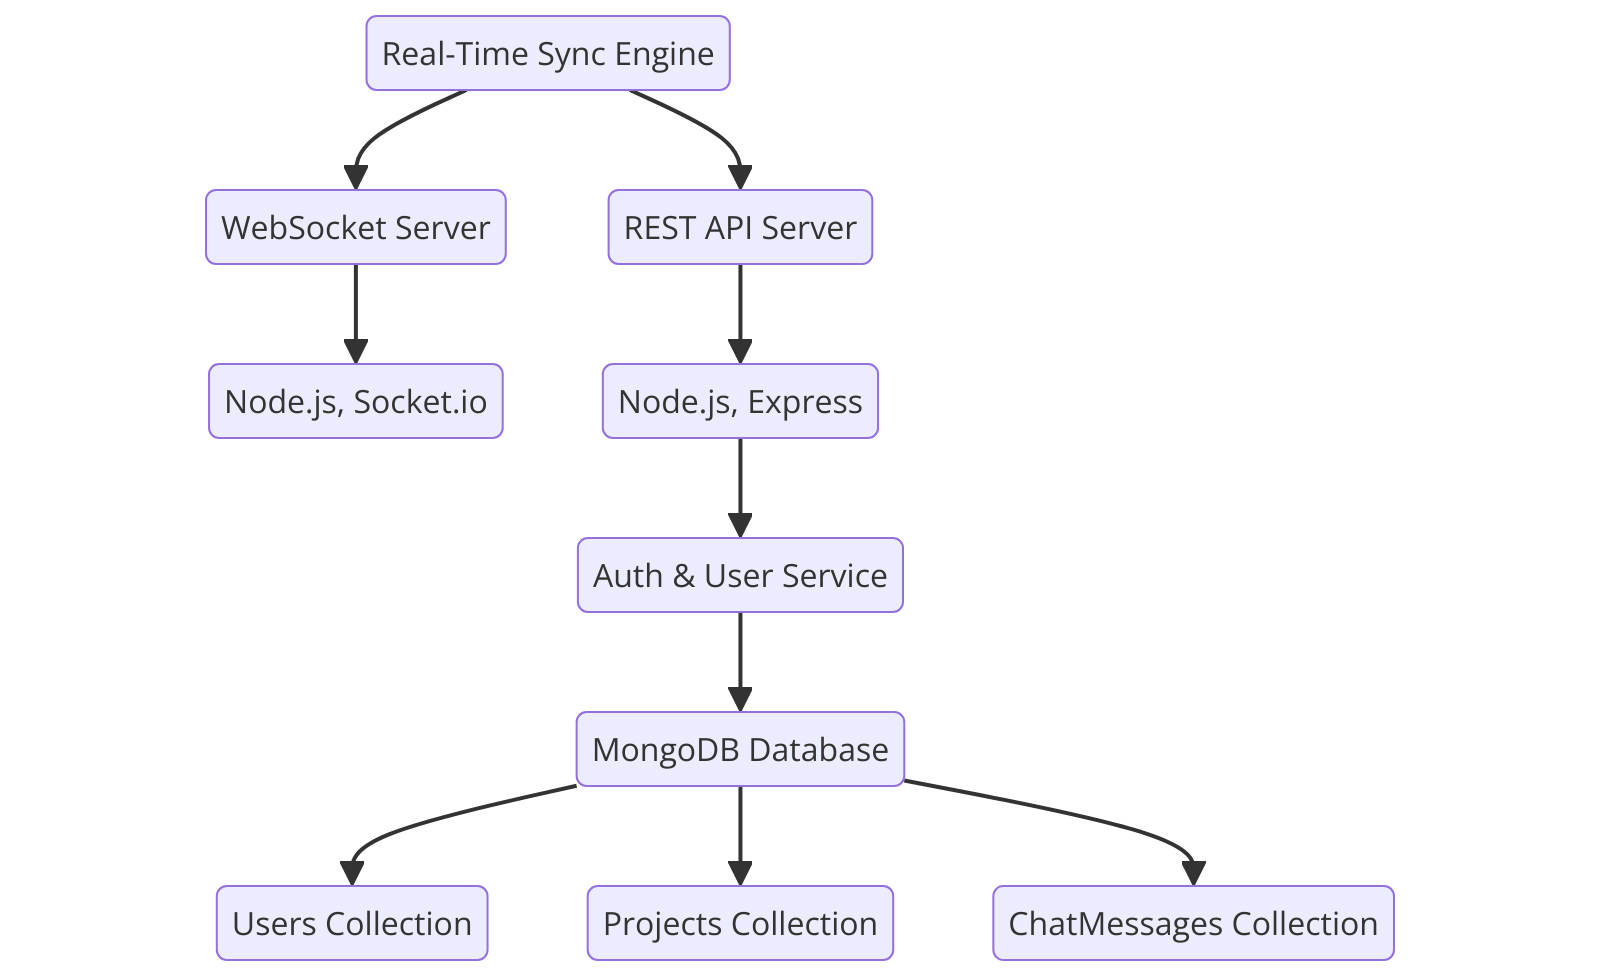 Real-Time Sync Engine
WebSocket Server
REST API Server
Node.js, Socket.io
Node.js, Express
Auth & User Service
MongoDB Database
Users Collection
Projects Collection
ChatMessages Collection